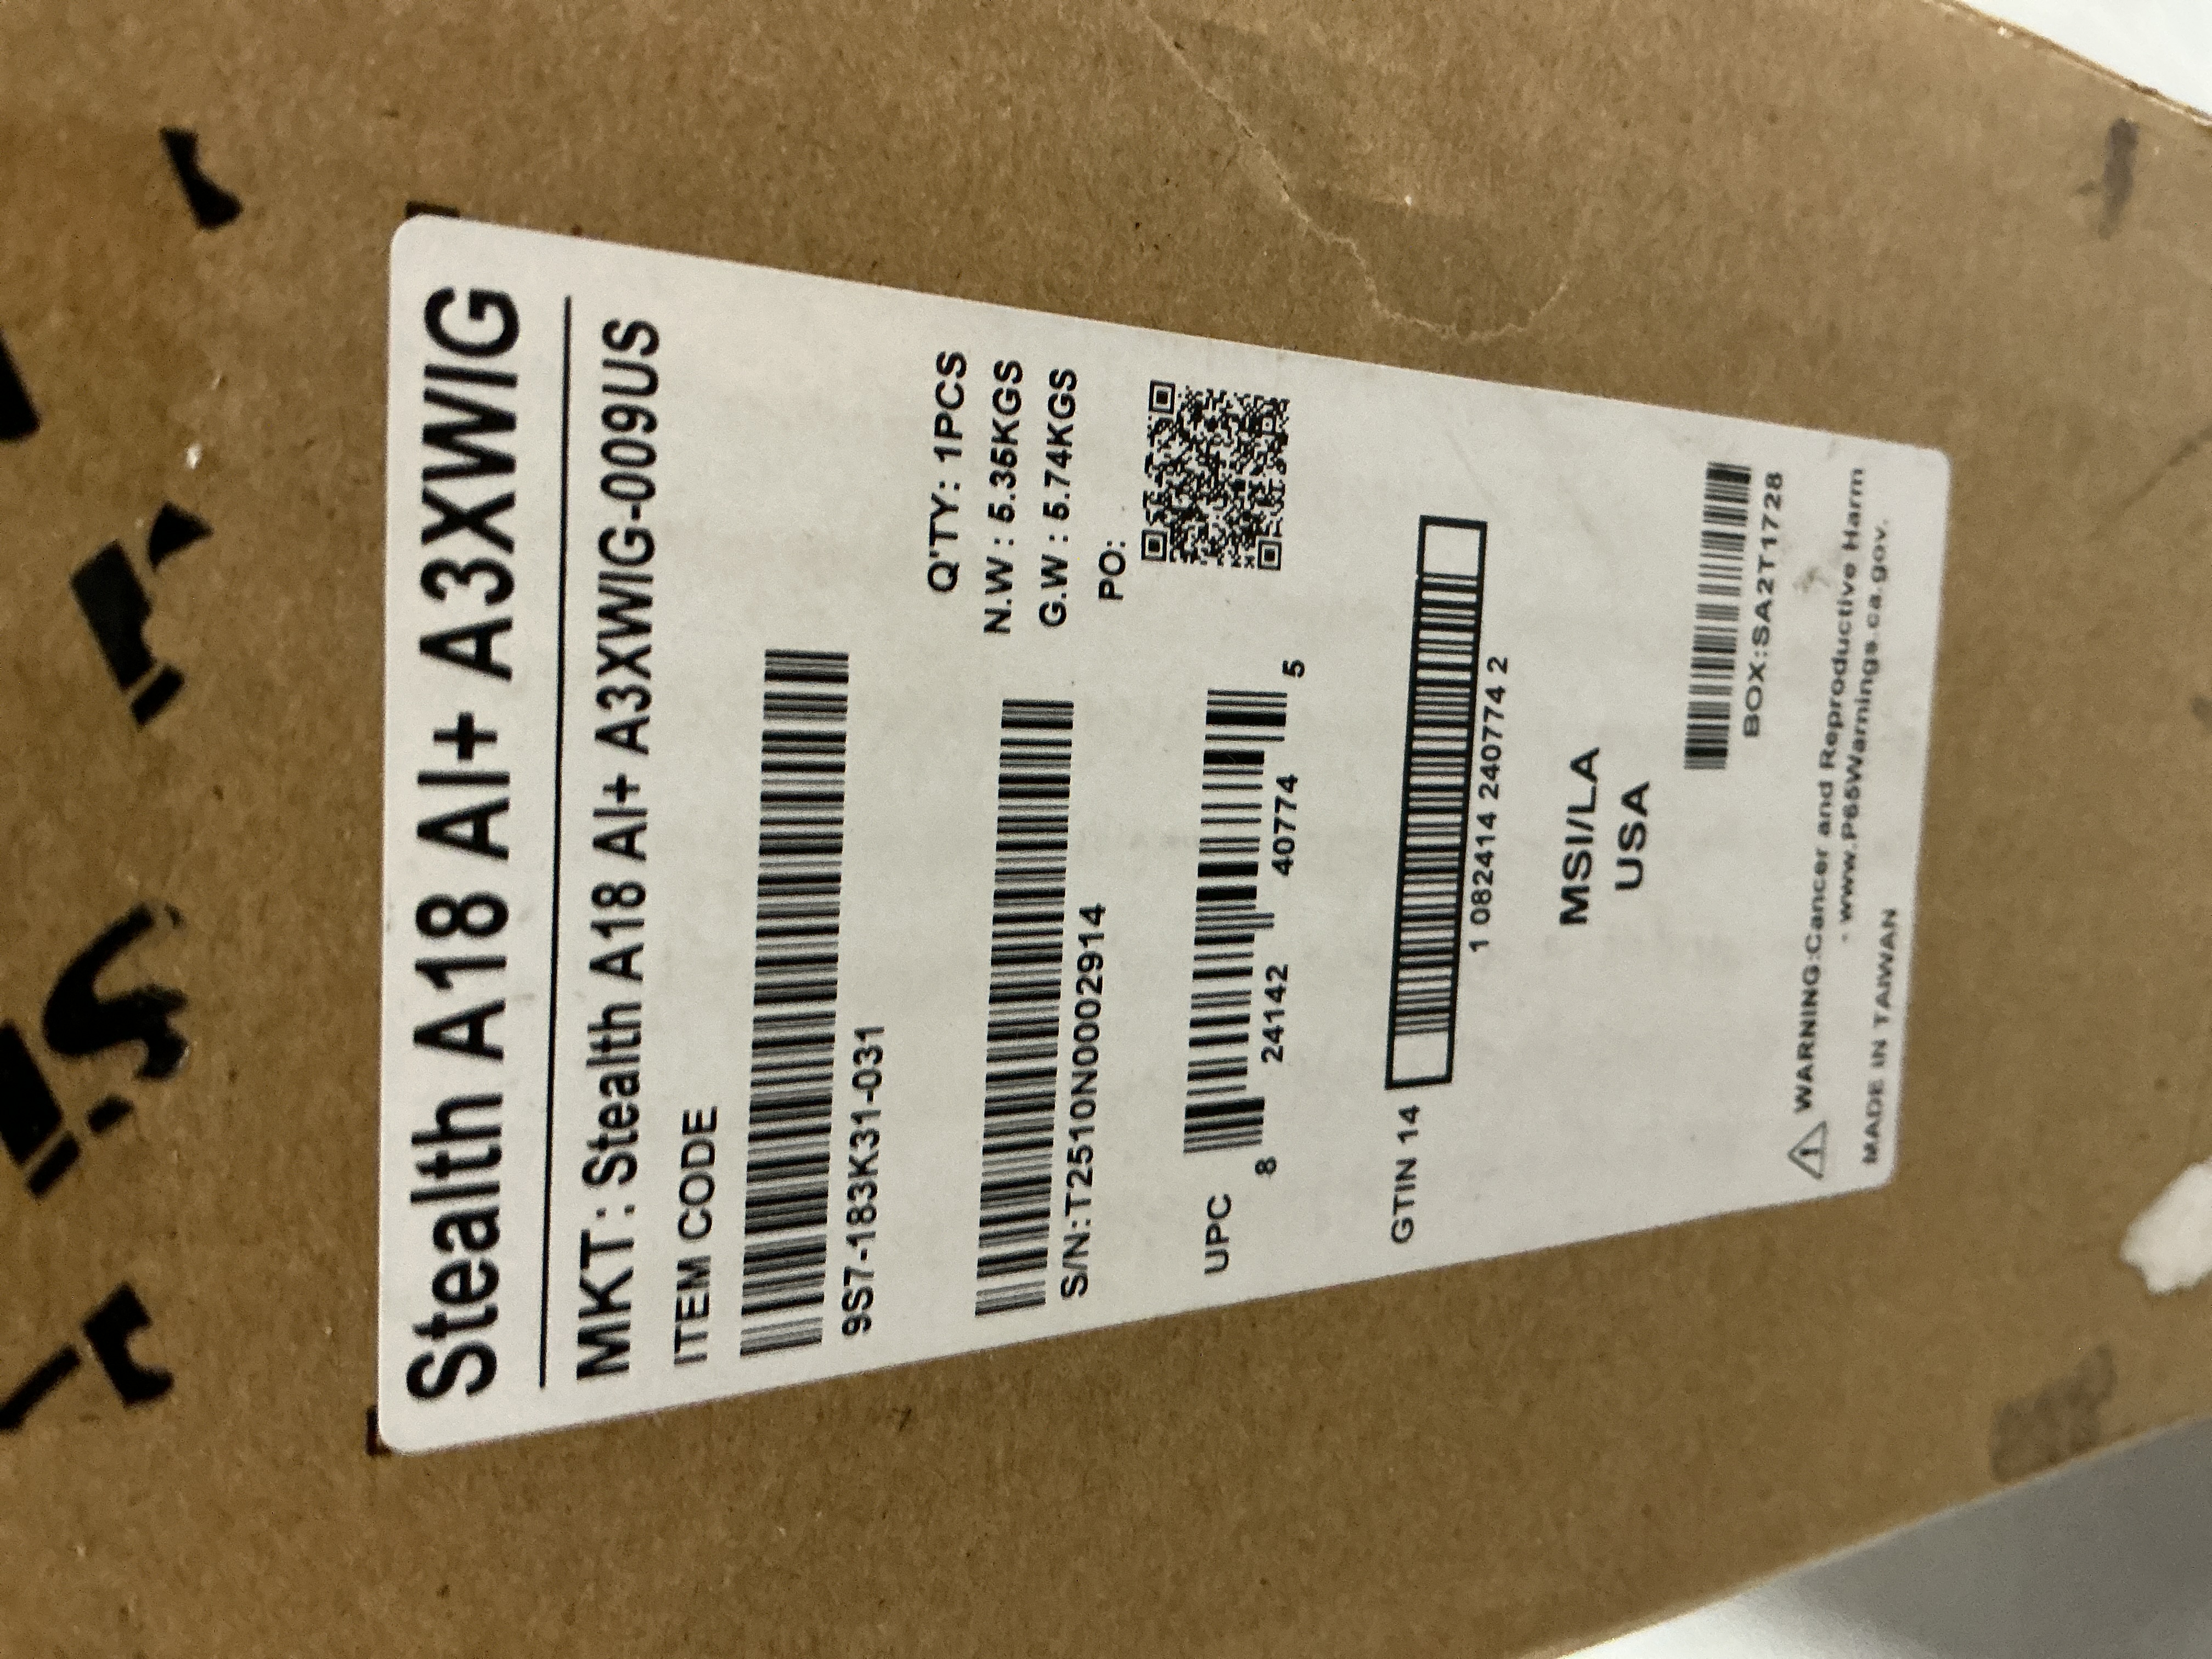 Stealth A18 AI+ A3XWIG
MKT: Stealth A18 AI+ A3XWIG-009US
ITEM CODE
9S7-183K31-031
Q'TY: 1PCS
N.W : 5.35KGS
G.W : 5.74KGS
PO:
S/N:T2510N0002914
UPC
8 24142 40774 5
GTIN 14
1 082414 240774 2
MSI/LA
USA
BOX:SA2T1728
WARNING:Cancer and Reproductive Harm
- www.P65Warnings.ca.gov.
MADE IN TAIWAN